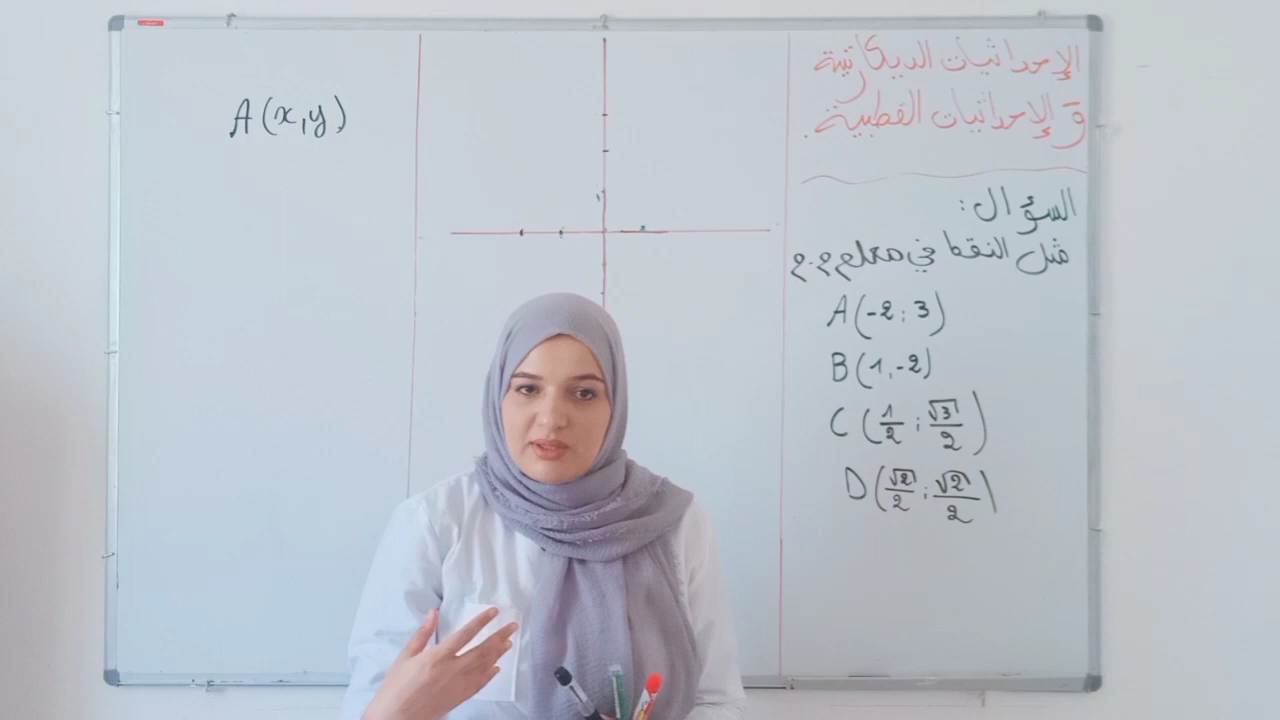 الإحداثيات الديكارتية
و الإحداثيات القطبية.
السؤال:
مثل النقط في معلم م.م
A(-2;3)
B(1,-2)
C(1/2;√3/2)
D(√2/2;√2/2)
A(x,y)
1